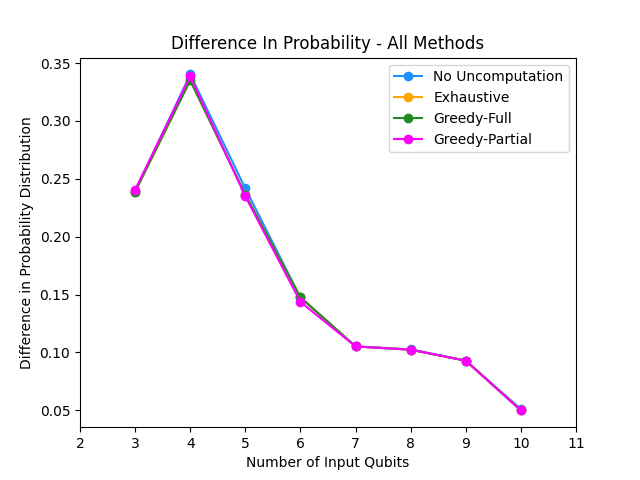 Difference In Probability - All Methods
Difference in Probability Distribution
0.35
0.30
0.25
0.20
0.15
0.10
0.05
No Uncomputation
Exhaustive
Greedy-Full
Greedy-Partial
2 3 4 5 6 7 8 9 10 11
Number of Input Qubits